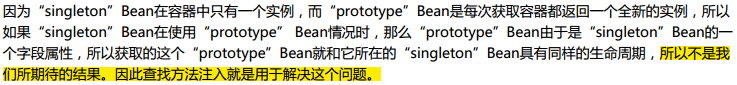 因为“singleton”Bean在容器中只有一个实例，而“prototype”Bean是每次获取容器都返回一个全新的实例，所以
如果“singleton”Bean在使用“prototype” Bean情况时，那么“prototype”Bean由于是“singleton”Bean的一
个字段属性，所以获取的这个“prototype”Bean就和它所在的“singleton”Bean具有同样的生命周期，所以不是我
们所期待的结果。因此查找方法注入就是用于解决这个问题。